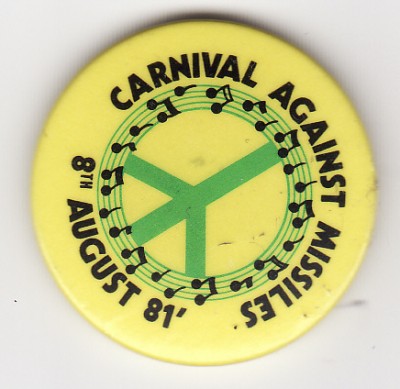 CARNIVAL AGAINST MISSILES
8TH AUGUST 81'